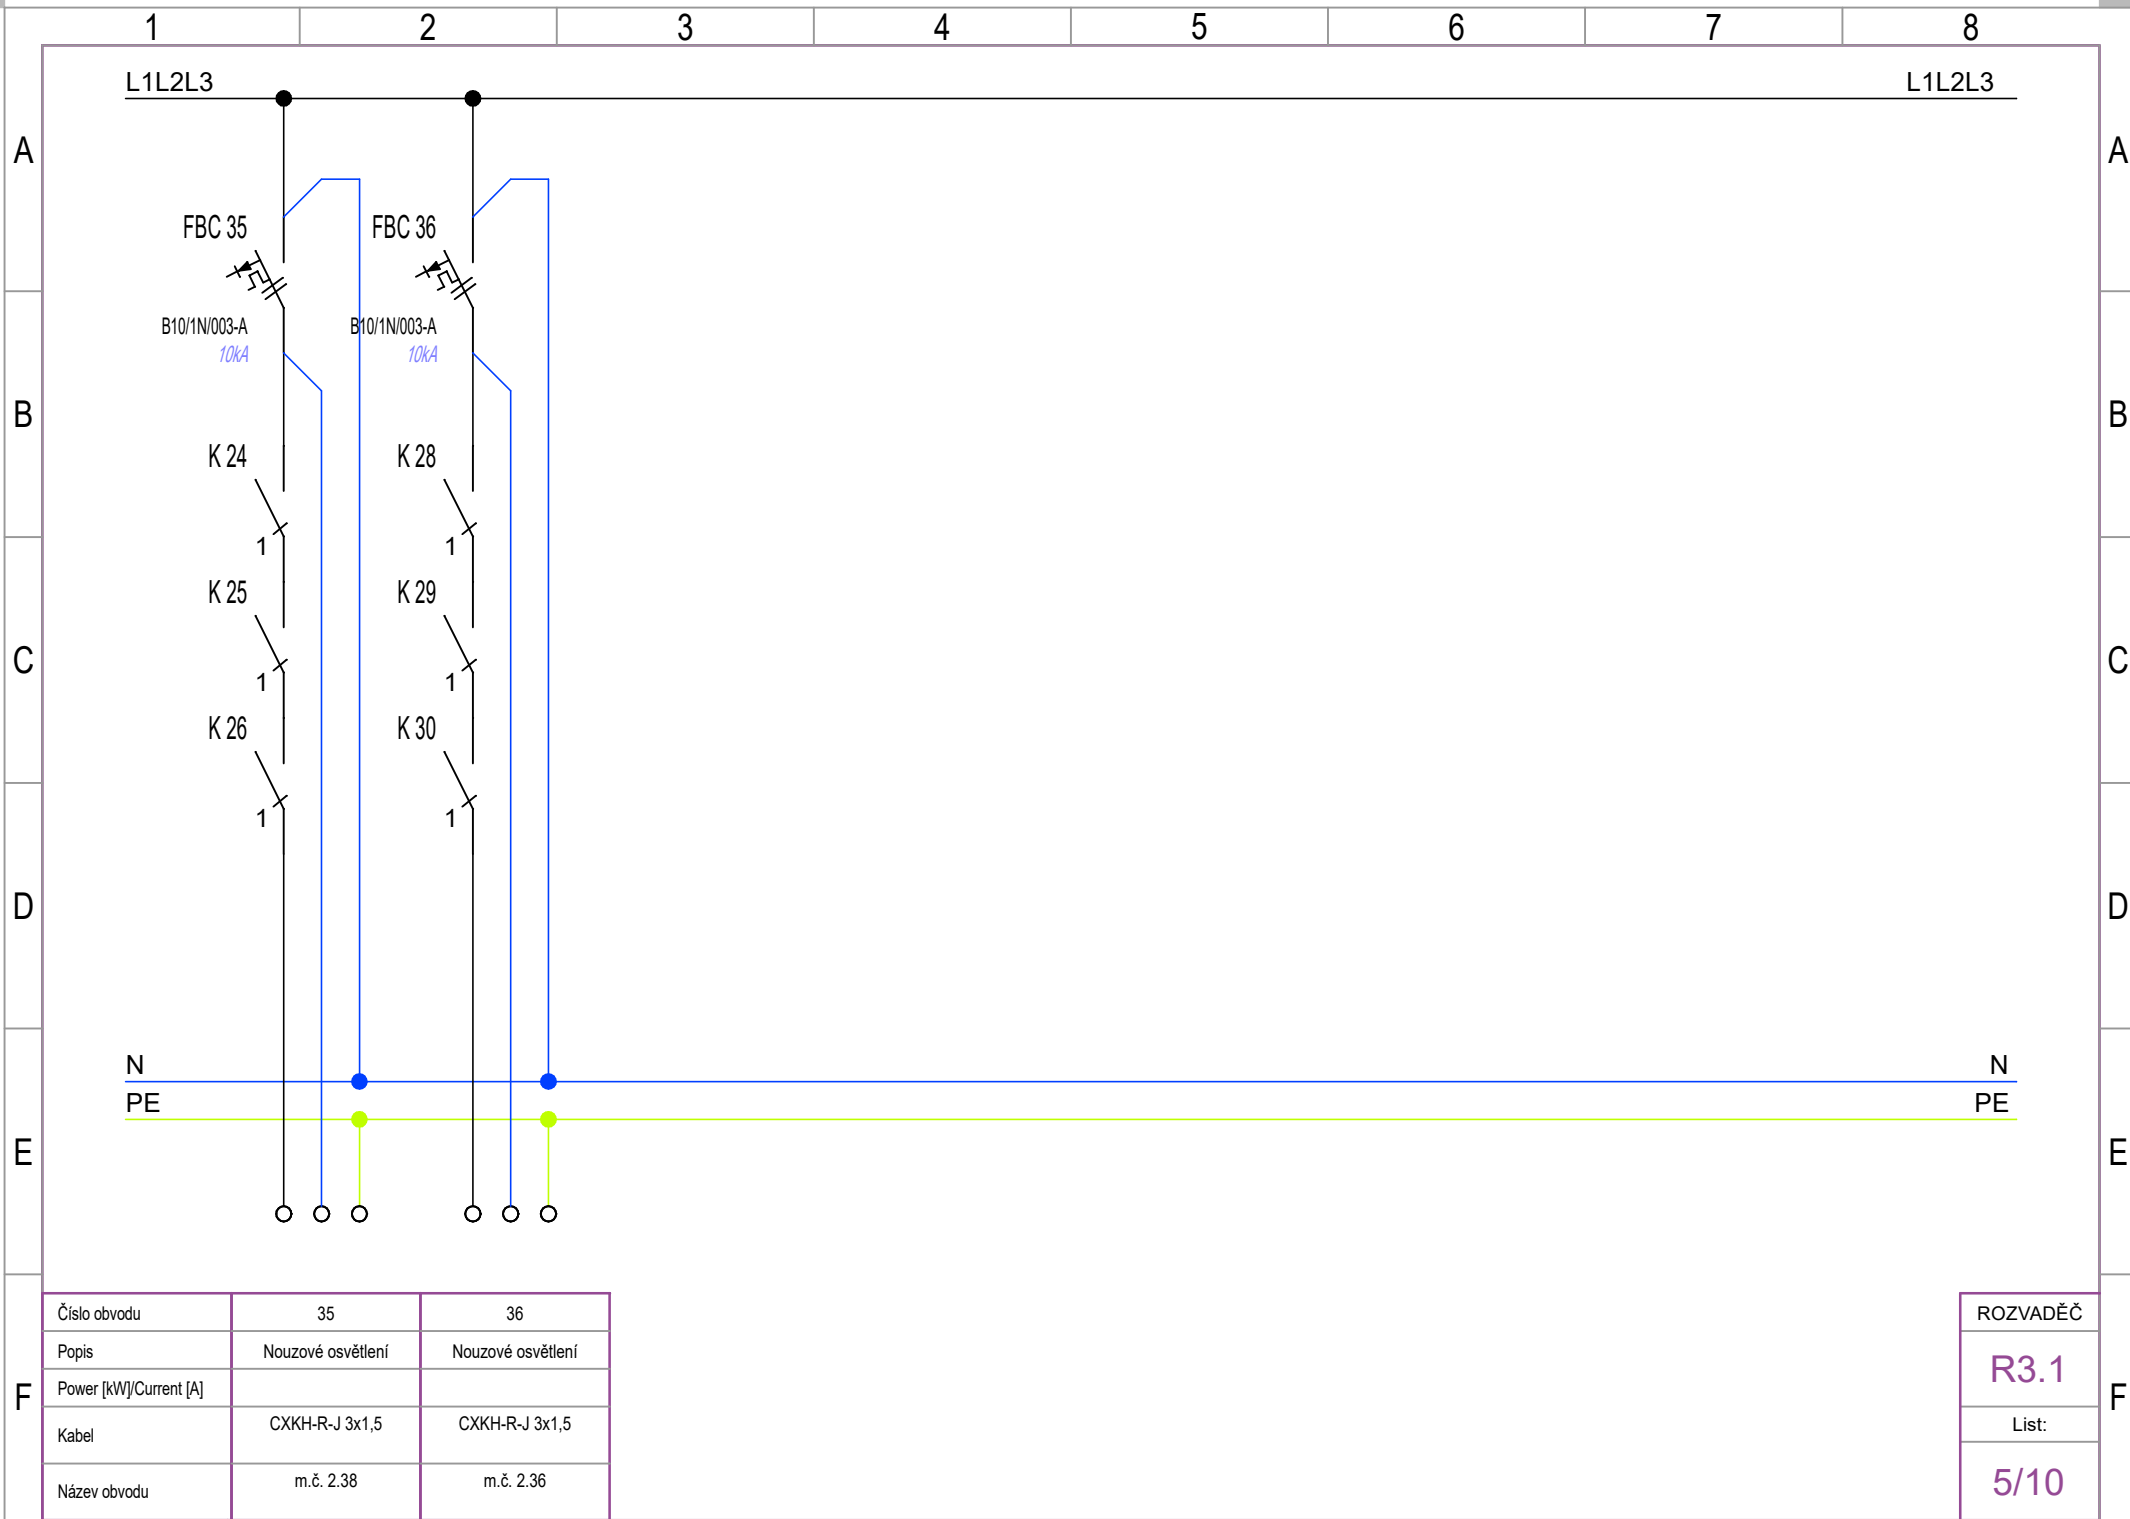 1 2 3 4 5 6 7 8
L1L2L3 L1L2L3
A A
FBC 35 FBC 36
B10/1N/003-A B10/1N/003-A
10kA 10kA
B B
K 24 K 28
1 1
K 25 K 29
C C
1 1
K 26 K 30
1 1
D D
N N
PE PE
E E
Číslo obvodu 35 36
Popis Nouzové osvětlení Nouzové osvětlení
Power [kW]/Current [A]
Kabel CXKH-R-J 3x1,5 CXKH-R-J 3x1,5
Název obvodu m.č. 2.38 m.č. 2.36
F F
ROZVADĚČ
R3.1
List:
5/10